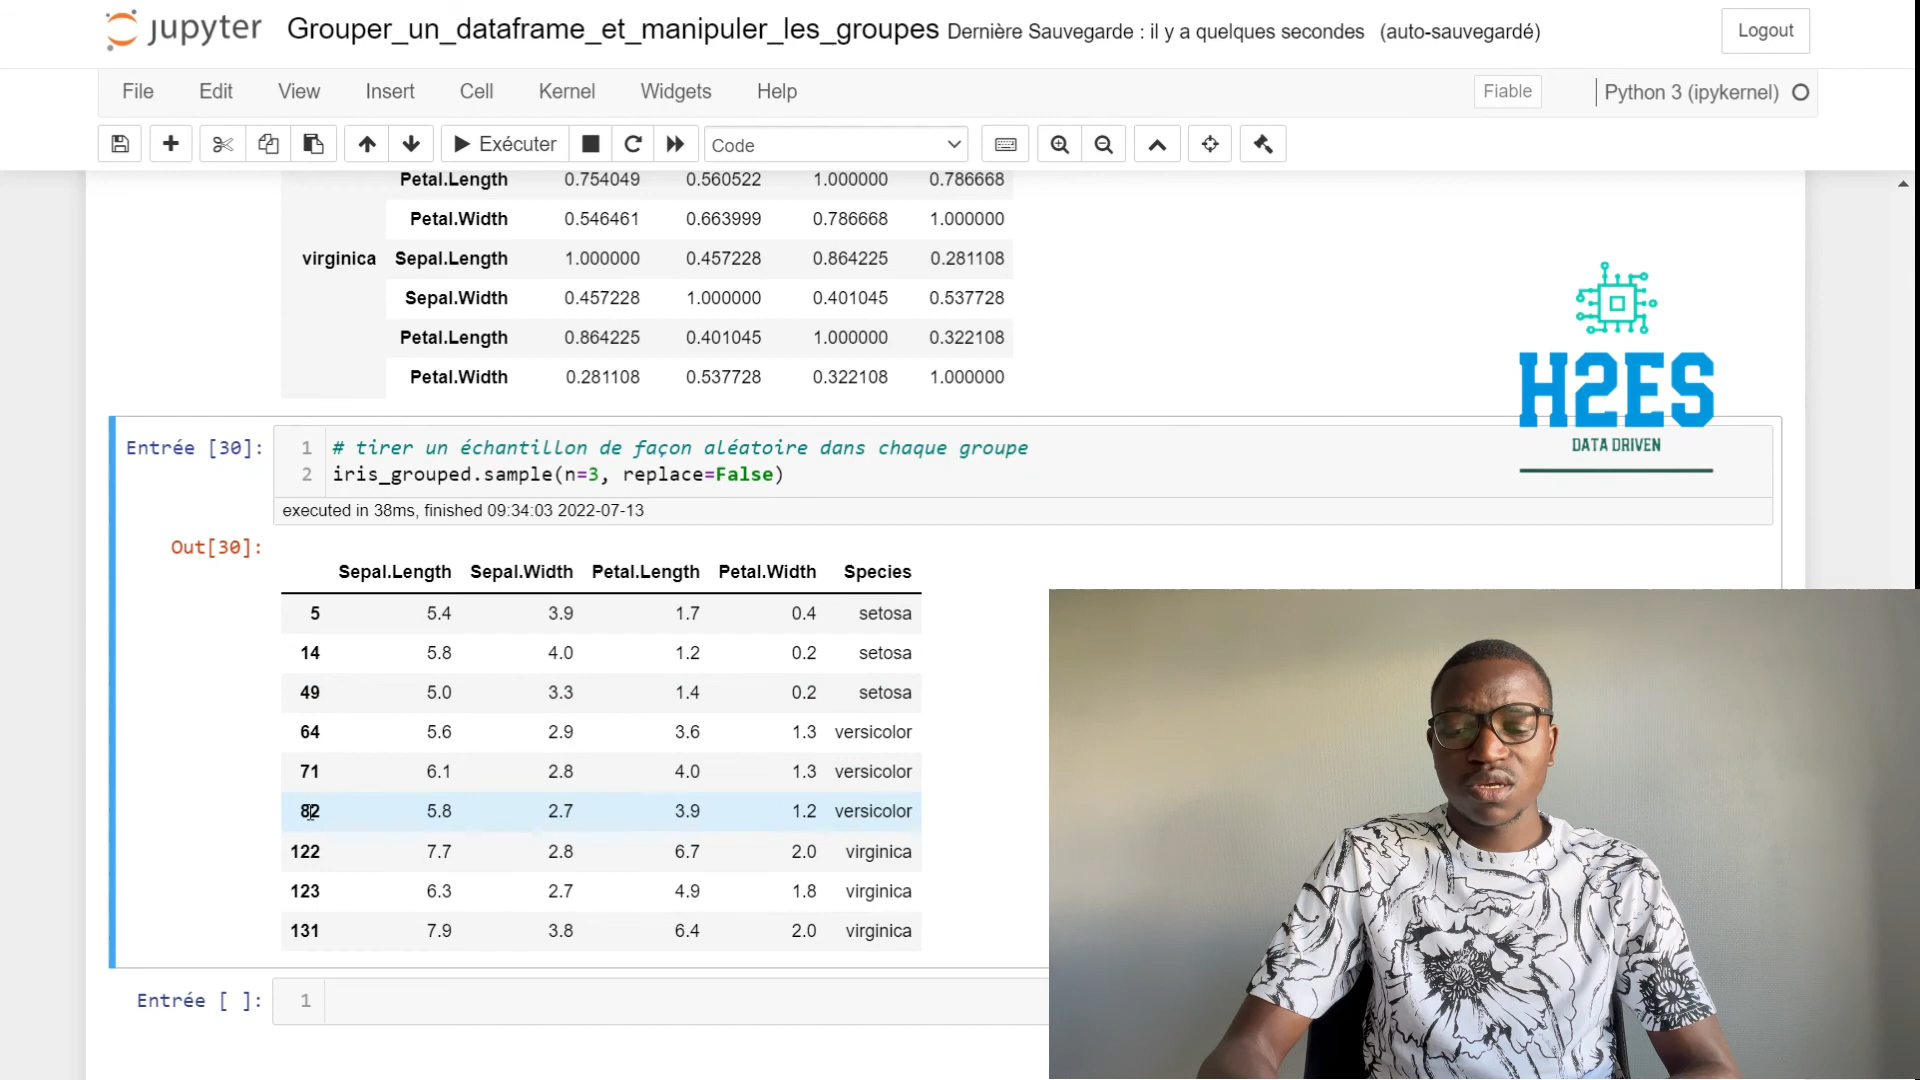 jupyter Grouper_un_dataframe_et_manipuler_les_groupes Dernière Sauvegarde : il y a quelques secondes (auto-sauvegardé) Logout
File Edit View Insert Cell Kernel Widgets Help Fiable Python 3 (ipykernel)
Exécuter Code
Petal.Length 0.754049 0.560522 1.000000 0.786668
Petal.Width 0.546461 0.663999 0.786668 1.000000
virginica Sepal.Length 1.000000 0.457228 0.864225 0.281108
Sepal.Width 0.457228 1.000000 0.401045 0.537728
Petal.Length 0.864225 0.401045 1.000000 0.322108
Petal.Width 0.281108 0.537728 0.322108 1.000000
H2ES
DATA DRIVEN
Entrée [30]: 1 # tirer un échantillon de façon aléatoire dans chaque groupe
2 iris_grouped.sample(n=3, replace=False)
executed in 38ms, finished 09:34:03 2022-07-13
Out[30]:
Sepal.Length Sepal.Width Petal.Length Petal.Width Species
5 5.4 3.9 1.7 0.4 setosa
14 5.8 4.0 1.2 0.2 setosa
49 5.0 3.3 1.4 0.2 setosa
64 5.6 2.9 3.6 1.3 versicolor
71 6.1 2.8 4.0 1.3 versicolor
82 5.8 2.7 3.9 1.2 versicolor
122 7.7 2.8 6.7 2.0 virginica
123 6.3 2.7 4.9 1.8 virginica
131 7.9 3.8 6.4 2.0 virginica
Entrée [ ]: 1